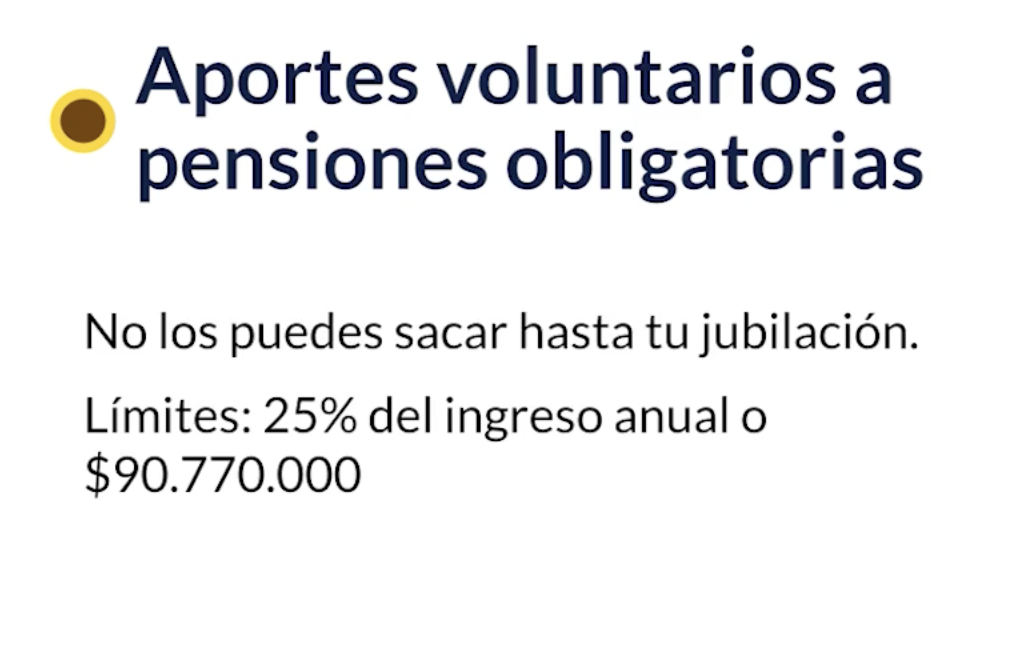 Aportes voluntarios a
pensiones obligatorias
No los puedes sacar hasta tu jubilación.
Límites: 25% del ingreso anual o
$90.770.000